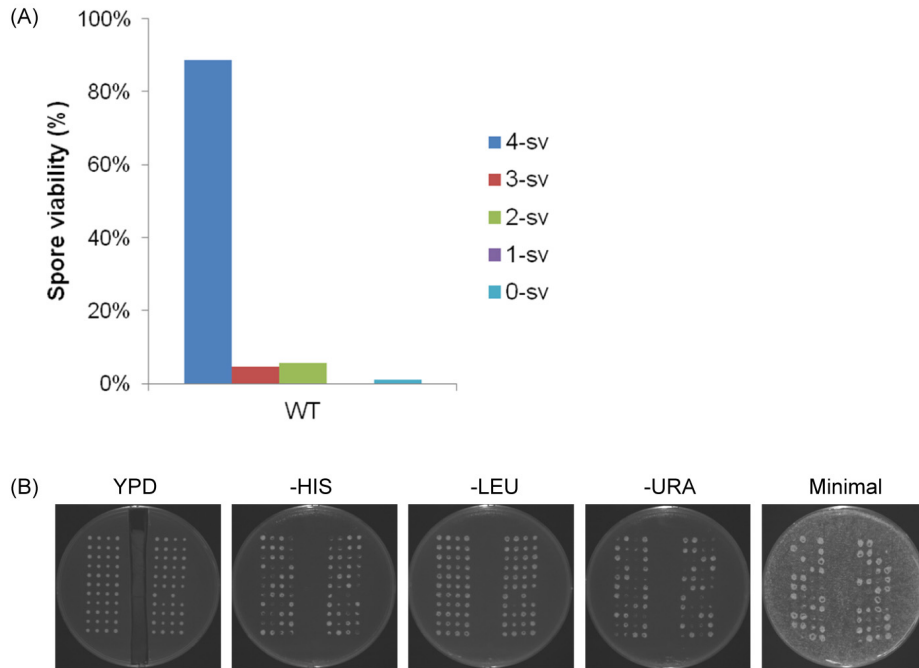 (A)
100%
80%
60%
40%
20%
0%
Spore viability (%)
WT
4-sv
3-sv
2-sv
1-sv
0-sv
(B)
YPD
-HIS
-LEU
-URA
Minimal